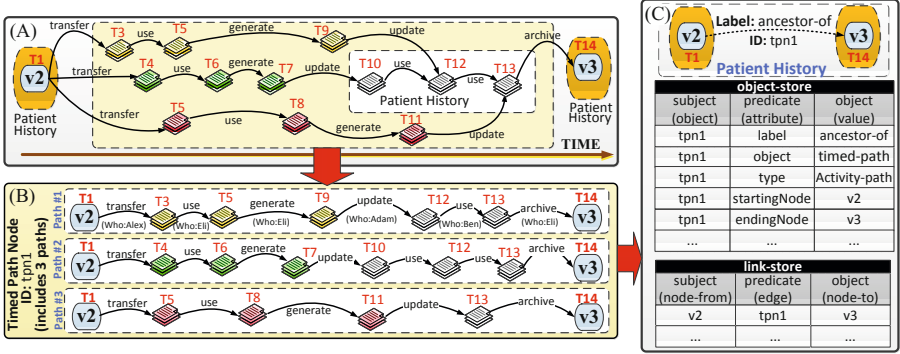 (A)
transfer
T3
use
T5
generate
T9
update
archive
T1
v2
Patient
History
transfer
T4
use
T6
generate
T7
update
T10
use
T12
use
T13
Patient History
T14
v3
Patient
History
transfer
T5
use
T8
generate
T11
update
TIME
(B)
Timed Path Node
ID: tpn1
(includes 3 paths)
Path #1
T1
v2
transfer
(Who:Alex)
T3
use
(Who:Eli)
T5
generate
(Who:Eli)
T9
update
(Who:Adam)
T12
use
(Who:Ben)
T13
archive
(Who:Eli)
T14
v3
Path #2
T1
v2
transfer
T4
use
T6
generate
T7
update
T10
use
T12
use
T13
archive
T14
v3
Path #3
T1
v2
transfer
T5
use
T8
generate
T11
update
T13
archive
T14
v3
(C)
v2
T1
Label: ancestor-of
ID: tpn1
v3
T14
Patient History
object-store
subject (object) predicate (attribute) object (value)
tpn1 label ancestor-of
tpn1 object timed-path
tpn1 type Activity-path
tpn1 startingNode v2
tpn1 endingNode v3
... ... ...
link-store
subject (node-from) predicate (edge) object (node-to)
v2 tpn1 v3
... ... ...